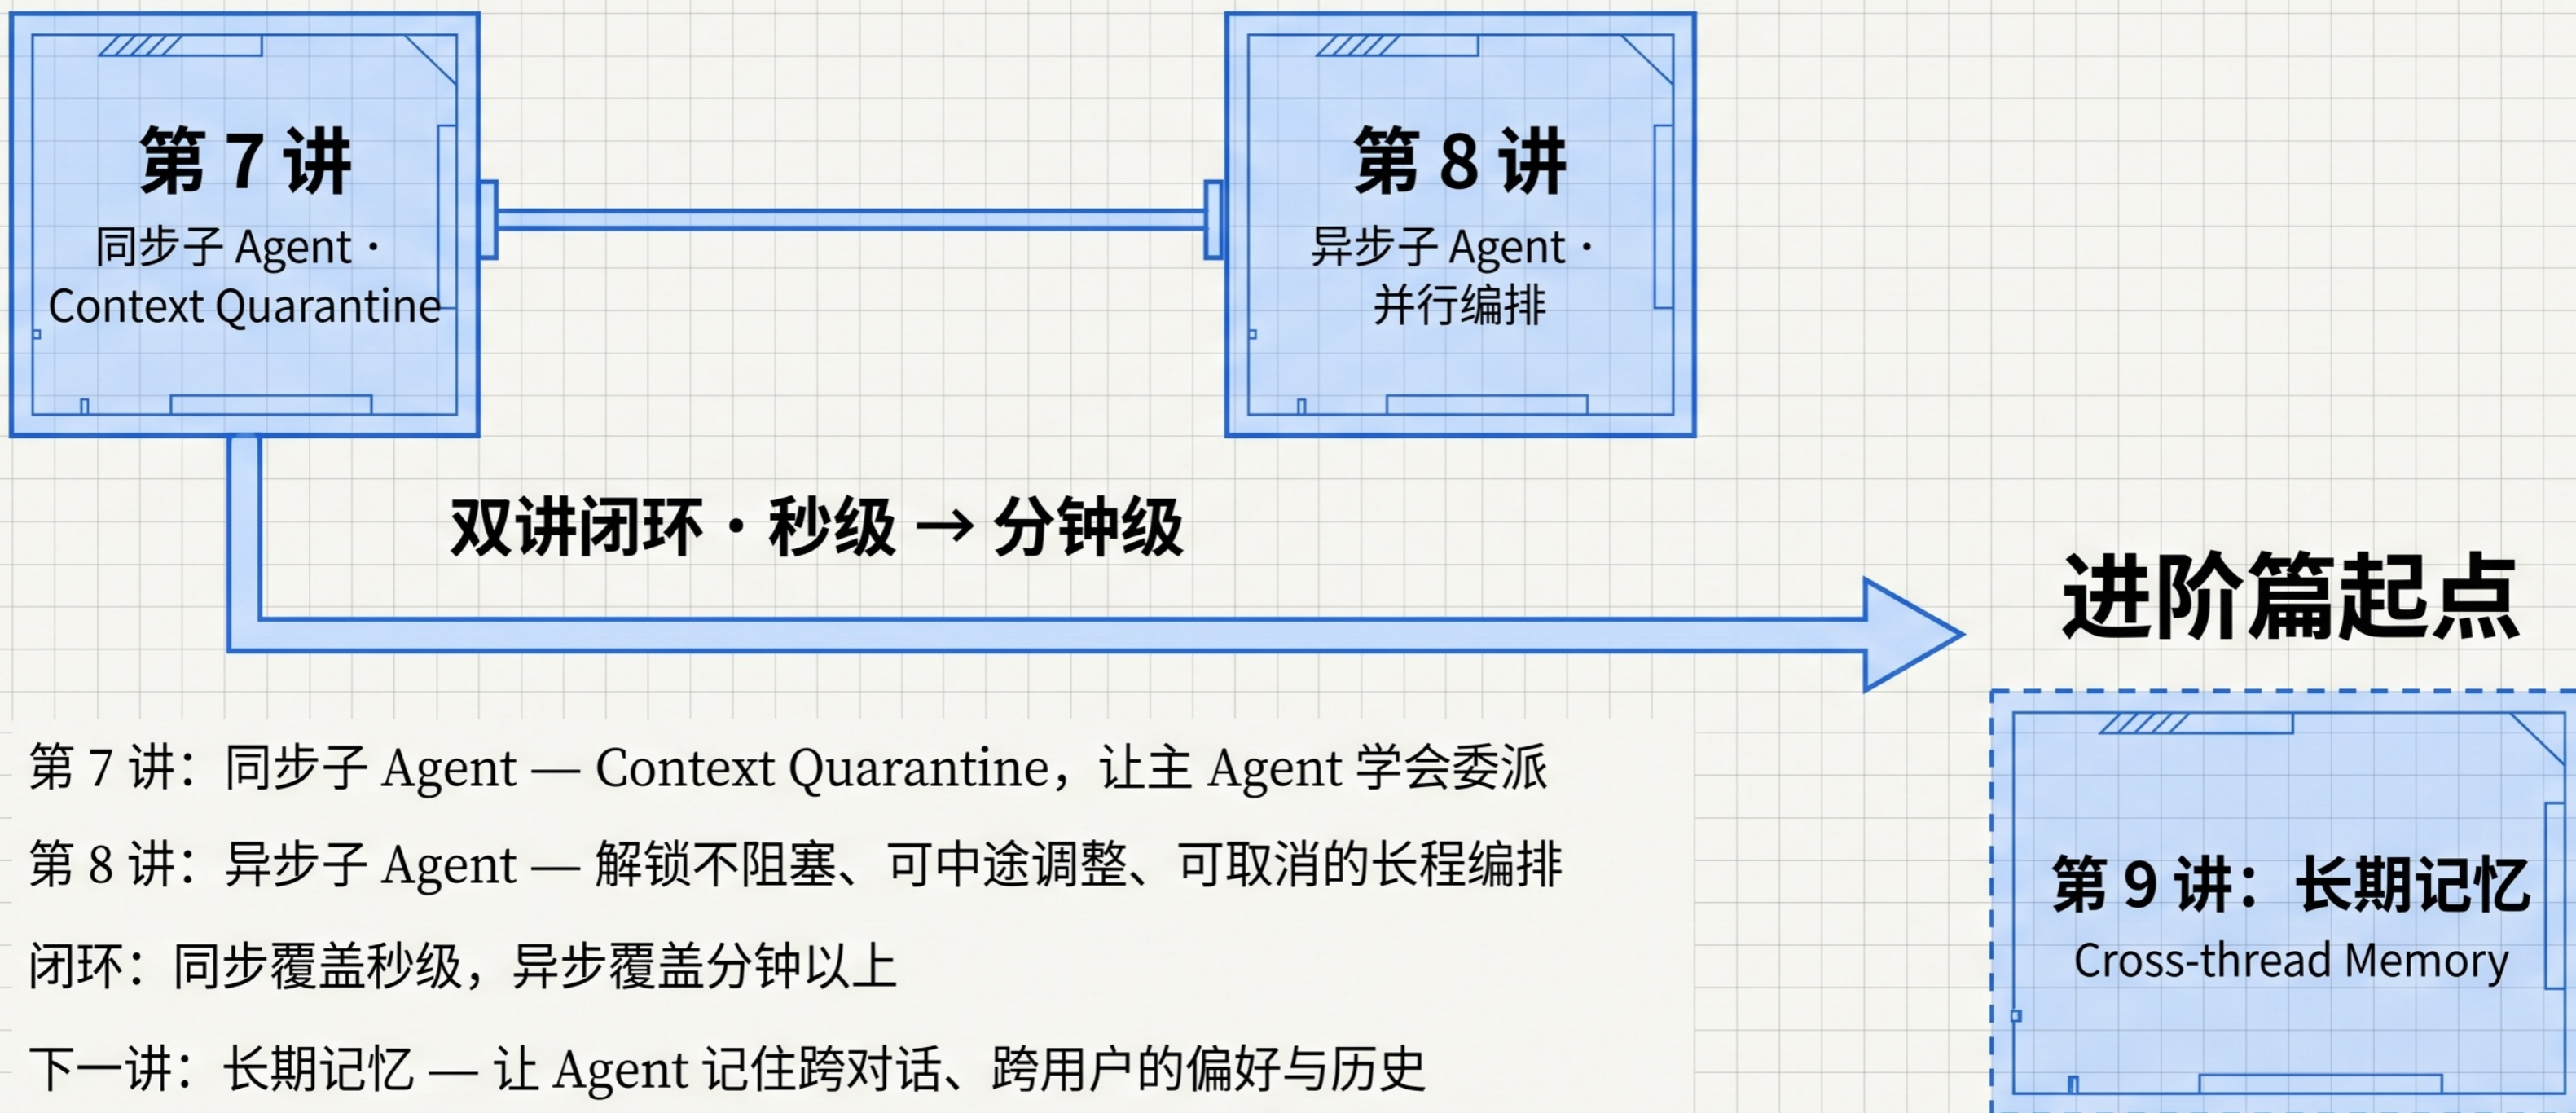 第 7 讲
同步子 Agent ·
Context Quarantine
第 8 讲
异步子 Agent ·
并行编排
双讲闭环 · 秒级 → 分钟级
进阶篇起点
第 9 讲：长期记忆
Cross-thread Memory
第 7 讲：同步子 Agent — Context Quarantine，让主 Agent 学会委派
第 8 讲：异步子 Agent — 解锁不阻塞、可中途调整、可取消的长程编排
闭环：同步覆盖秒级，异步覆盖分钟以上
下一讲：长期记忆 — 让 Agent 记住跨对话、跨用户的偏好与历史